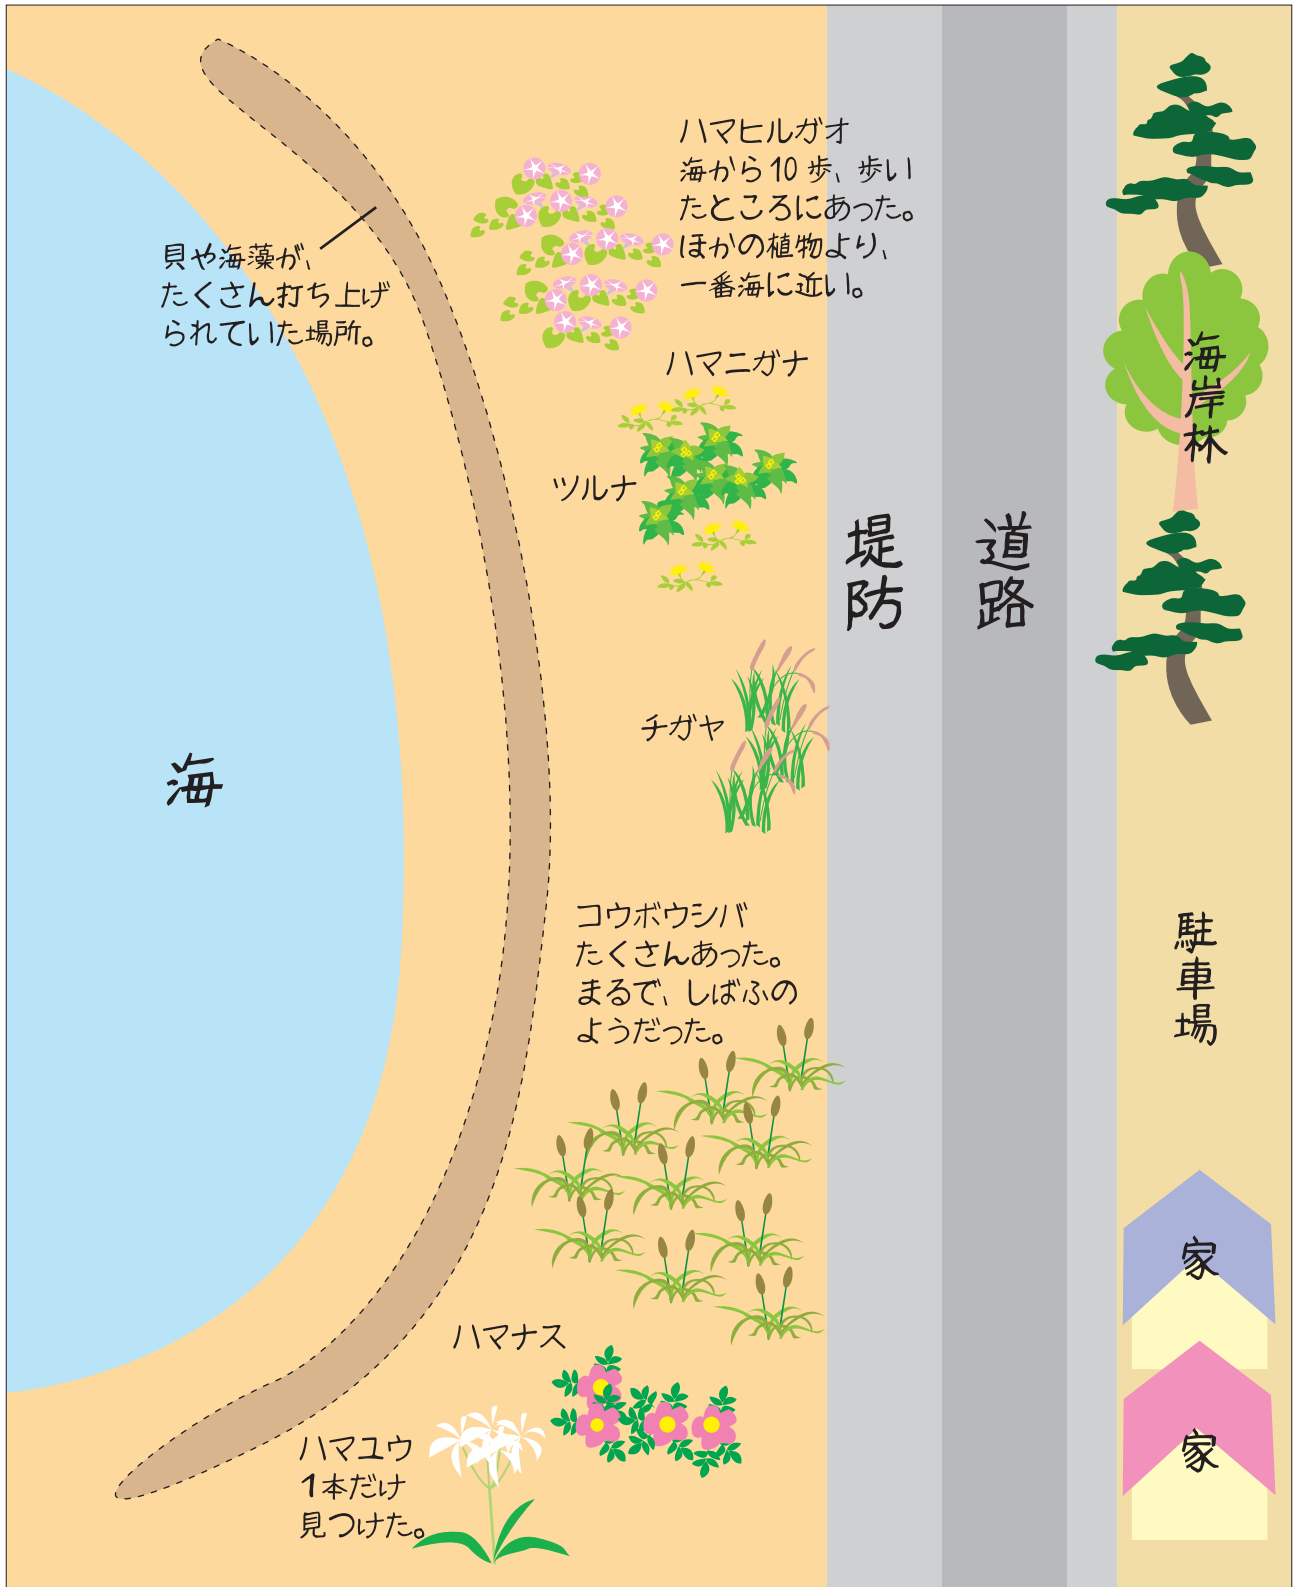 ハマヒルガオ
海から10歩、歩い
たところにあった。
ほかの植物より、
一番海に近い。
貝や海藻が、
たくさん打ち上げ
られていた場所。
ハマニガナ
ツルナ
海岸林
堤防
道路
チガヤ
海
コウボウシバ
たくさんあった。
まるで、しばふの
ようだった。
駐車場
家
ハマナス
家
ハマユウ
1本だけ
見つけた。